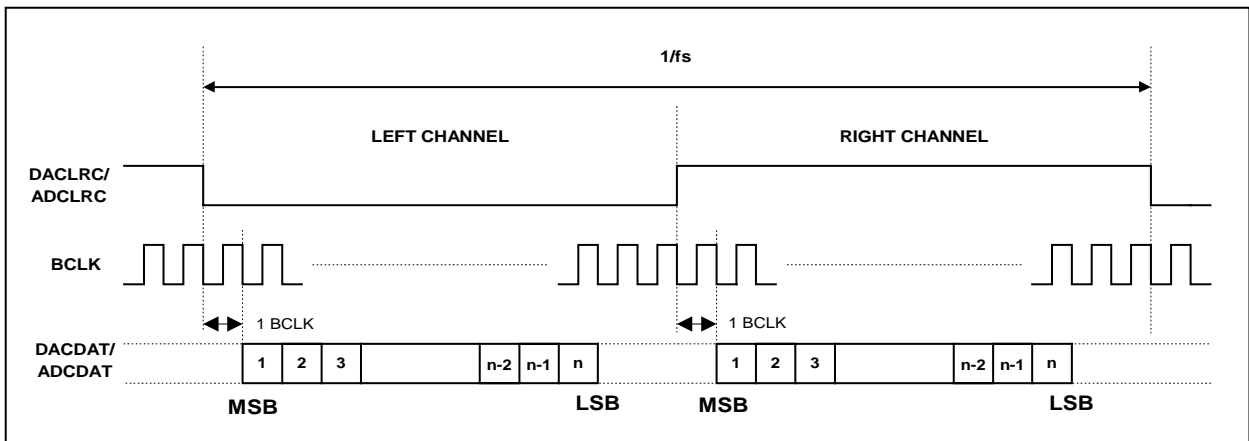 1/fs
LEFT CHANNEL
RIGHT CHANNEL
DACLRC/
ADCLRC
BCLK
1 BCLK
1 BCLK
DACDAT/
ADCDAT
1 2 3 n-2 n-1 n
1 2 3 n-2 n-1 n
MSB
LSB
MSB
LSB